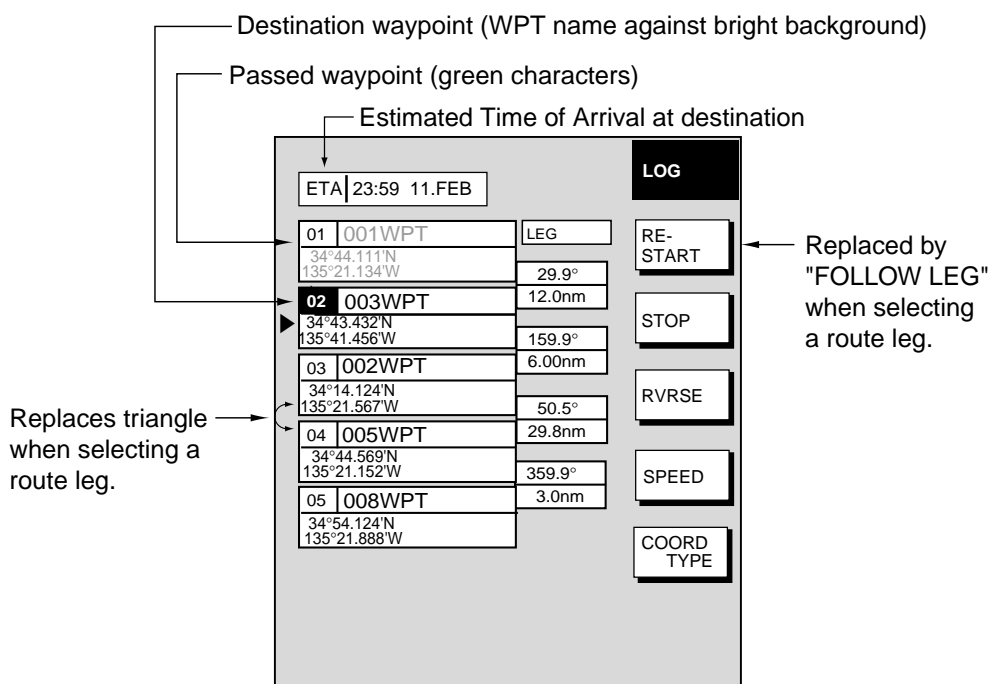 Destination waypoint (WPT name against bright background)
Passed waypoint (green characters)
Estimated Time of Arrival at destination
LOG
ETA 23:59 11.FEB
01 001WPT
34°44.111'N
135°21.134'W
LEG
29.9°
12.0nm
02 003WPT
34°43.432'N
135°41.456'W
159.9°
6.00nm
03 002WPT
34°14.124'N
135°21.567'W
50.5°
29.8nm
04 005WPT
34°44.569'N
135°21.152'W
359.9°
3.0nm
05 008WPT
34°54.124'N
135°21.888'W
RE-
START
STOP
RVRSE
SPEED
COORD
TYPE
Replaced by
"FOLLOW LEG"
when selecting
a route leg.
Replaces triangle
when selecting a
route leg.